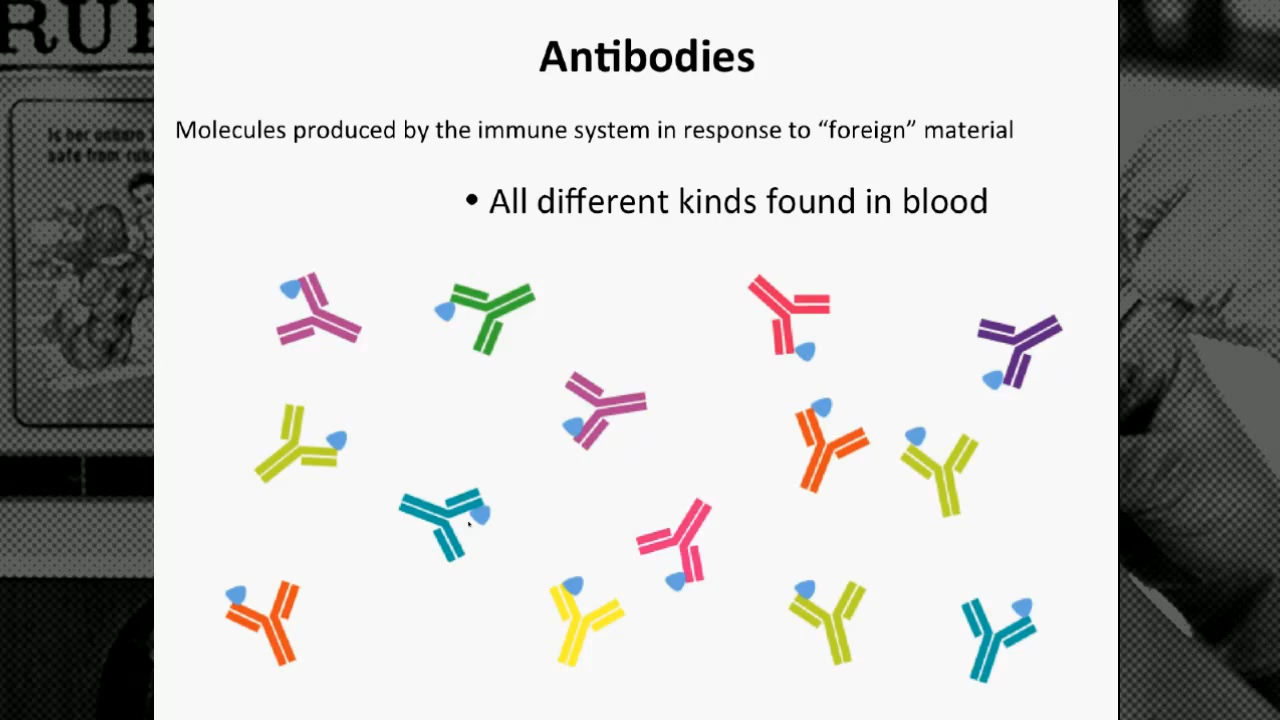 Antibodies
Molecules produced by the immune system in response to “foreign” material
• All different kinds found in blood